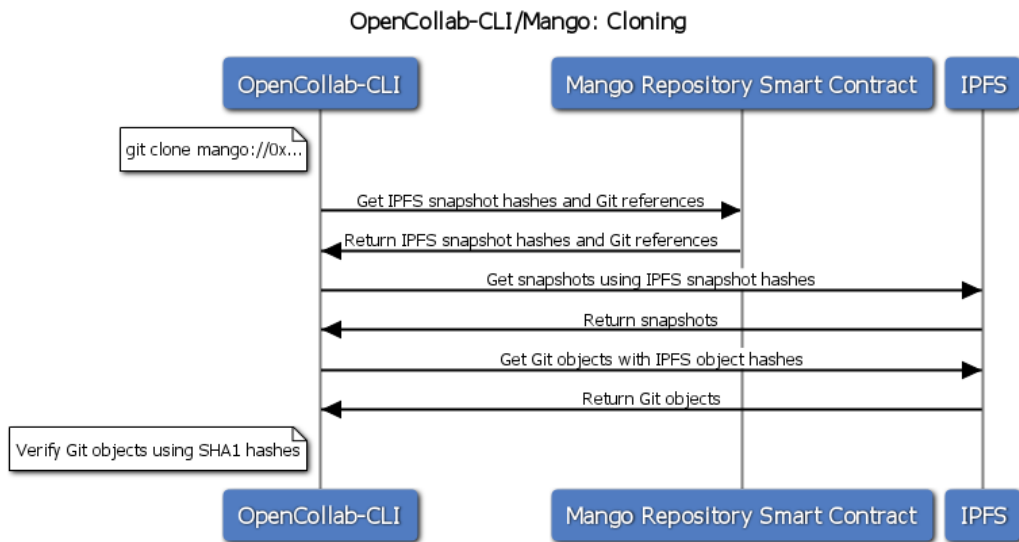 OpenCollab-CLI/Mango: Cloning
OpenCollab-CLI
Mango Repository Smart Contract
IPFS
git clone mango://0x...
Get IPFS snapshot hashes and Git references
Return IPFS snapshot hashes and Git references
Get snapshots using IPFS snapshot hashes
Return snapshots
Get Git objects with IPFS object hashes
Return Git objects
Verify Git objects using SHA1 hashes
OpenCollab-CLI
Mango Repository Smart Contract
IPFS